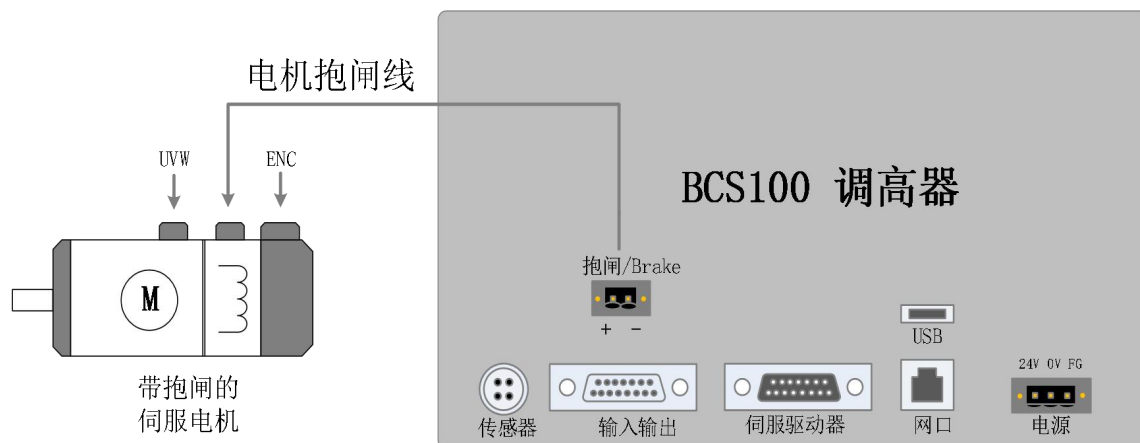 电机抱闸线
UVW
ENC
BCS100 调高器
抱闸/Brake
+ -
M
USB
24V 0V FG
带抱闸的
伺服电机
传感器
输入输出
伺服驱动器
网口
电源